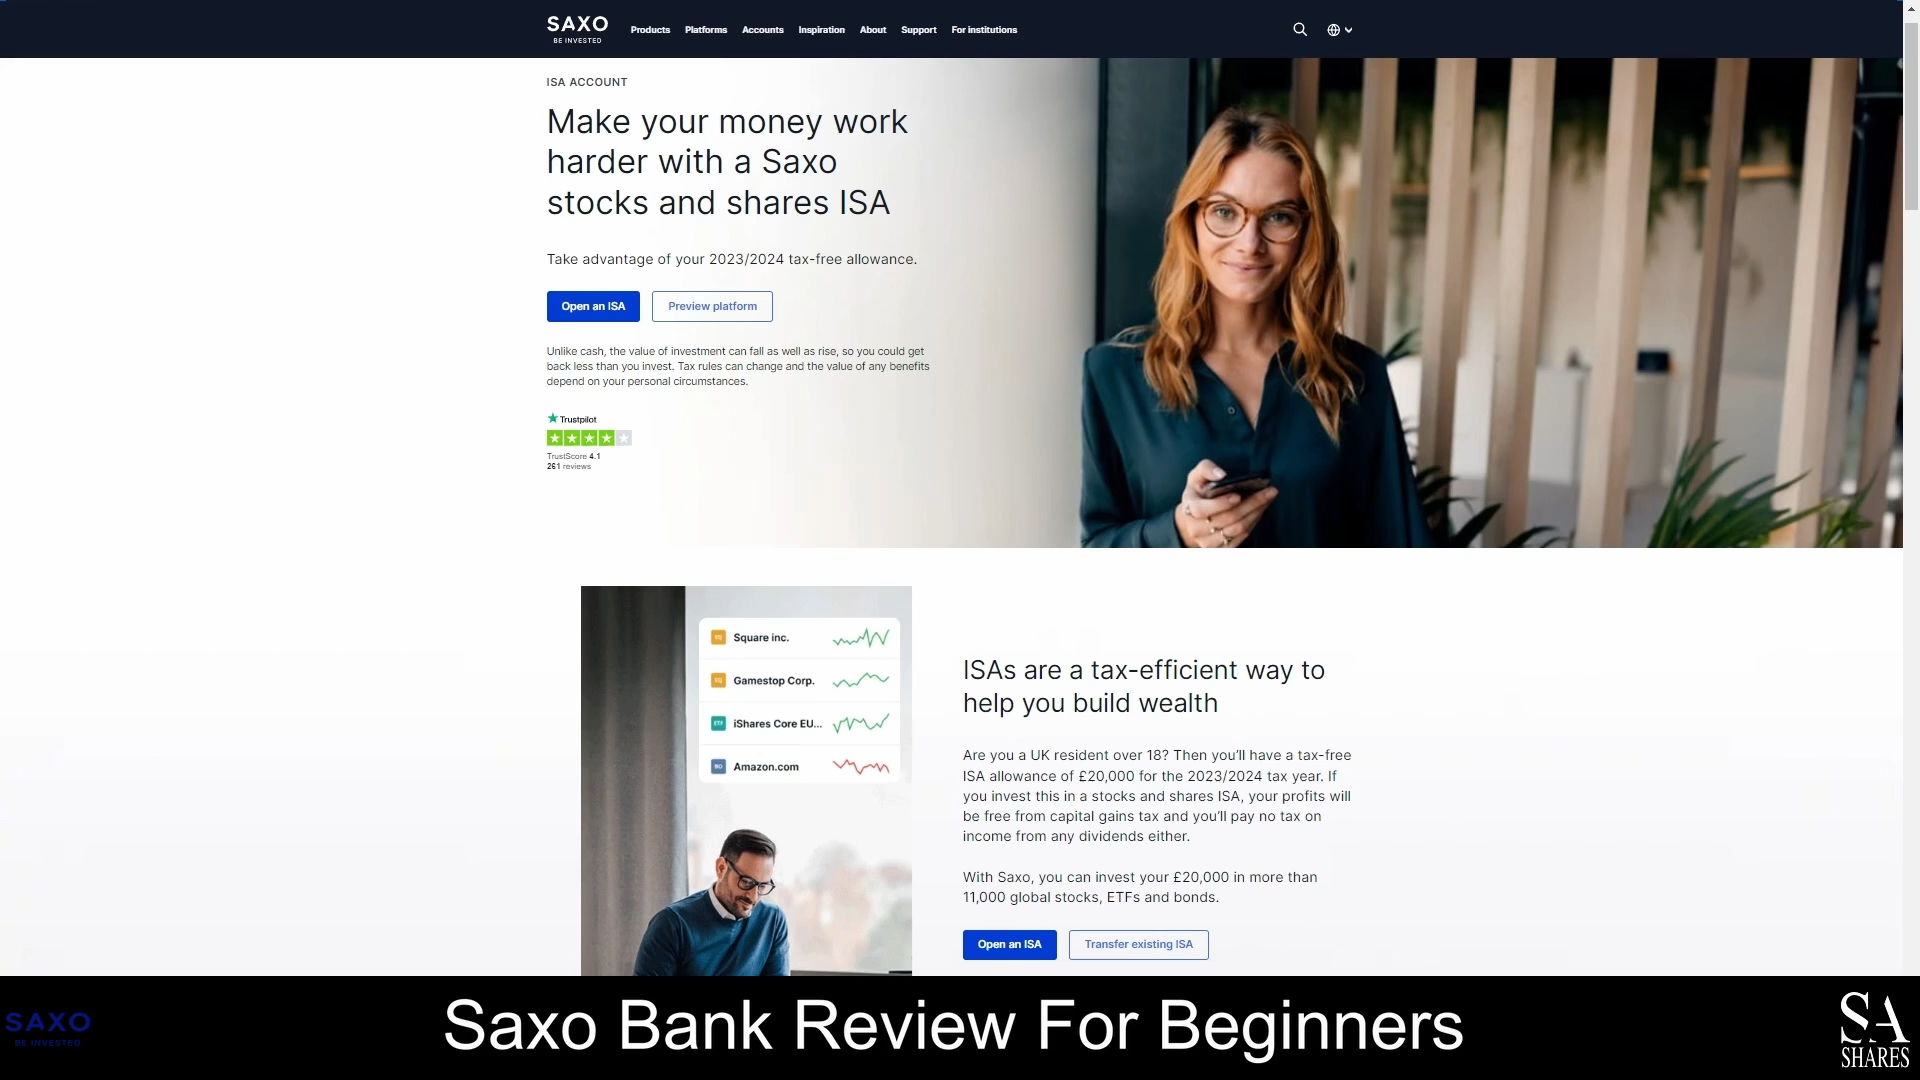 SAXO
BE INVESTED
Products Platforms Accounts Inspiration About Support For institutions
ISA ACCOUNT
Make your money work
harder with a Saxo
stocks and shares ISA
Take advantage of your 2023/2024 tax-free allowance.
Open an ISA Preview platform
Unlike cash, the value of investment can fall as well as rise, so you could get
back less than you invest. Tax rules can change and the value of any benefits
depend on your personal circumstances.
Trustpilot
TrustScore 4.1
261 reviews
Square inc.
Gamestop Corp.
ETF iShares Core EU...
Amazon.com
ISAs are a tax-efficient way to
help you build wealth
Are you a UK resident over 18? Then you'll have a tax-free
ISA allowance of £20,000 for the 2023/2024 tax year. If
you invest this in a stocks and shares ISA, your profits will
be free from capital gains tax and you'll pay no tax on
income from any dividends either.
With Saxo, you can invest your £20,000 in more than
11,000 global stocks, ETFs and bonds.
Open an ISA Transfer existing ISA
SAXO
BE INVESTED
Saxo Bank Review For Beginners
SA
SHARES